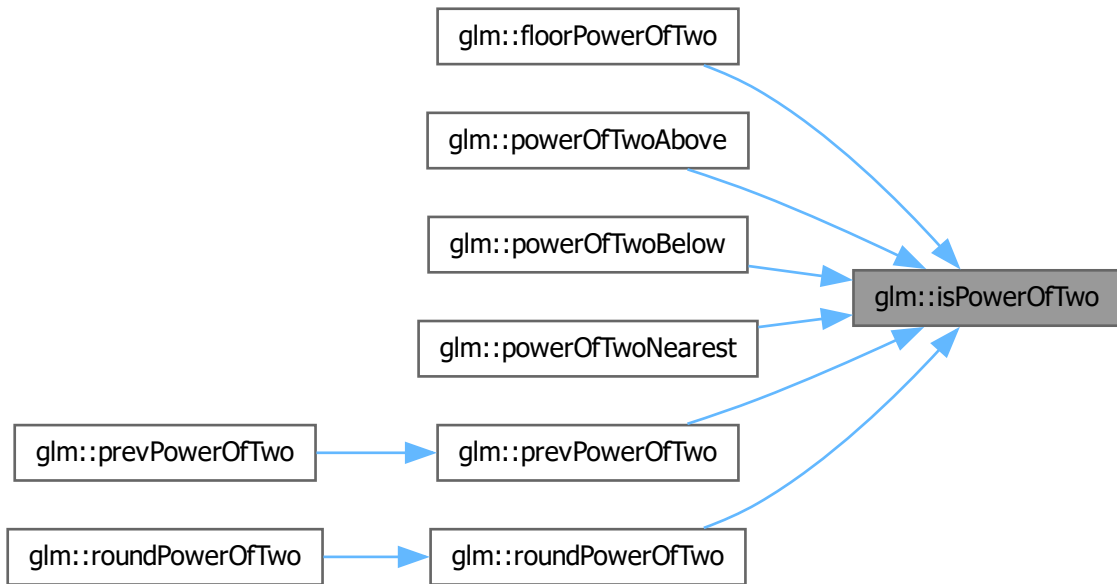 glm::floorPowerOfTwo
glm::powerOfTwoAbove
glm::powerOfTwoBelow
glm::isPowerOfTwo
glm::powerOfTwoNearest
glm::prevPowerOfTwo
glm::prevPowerOfTwo
glm::roundPowerOfTwo
glm::roundPowerOfTwo